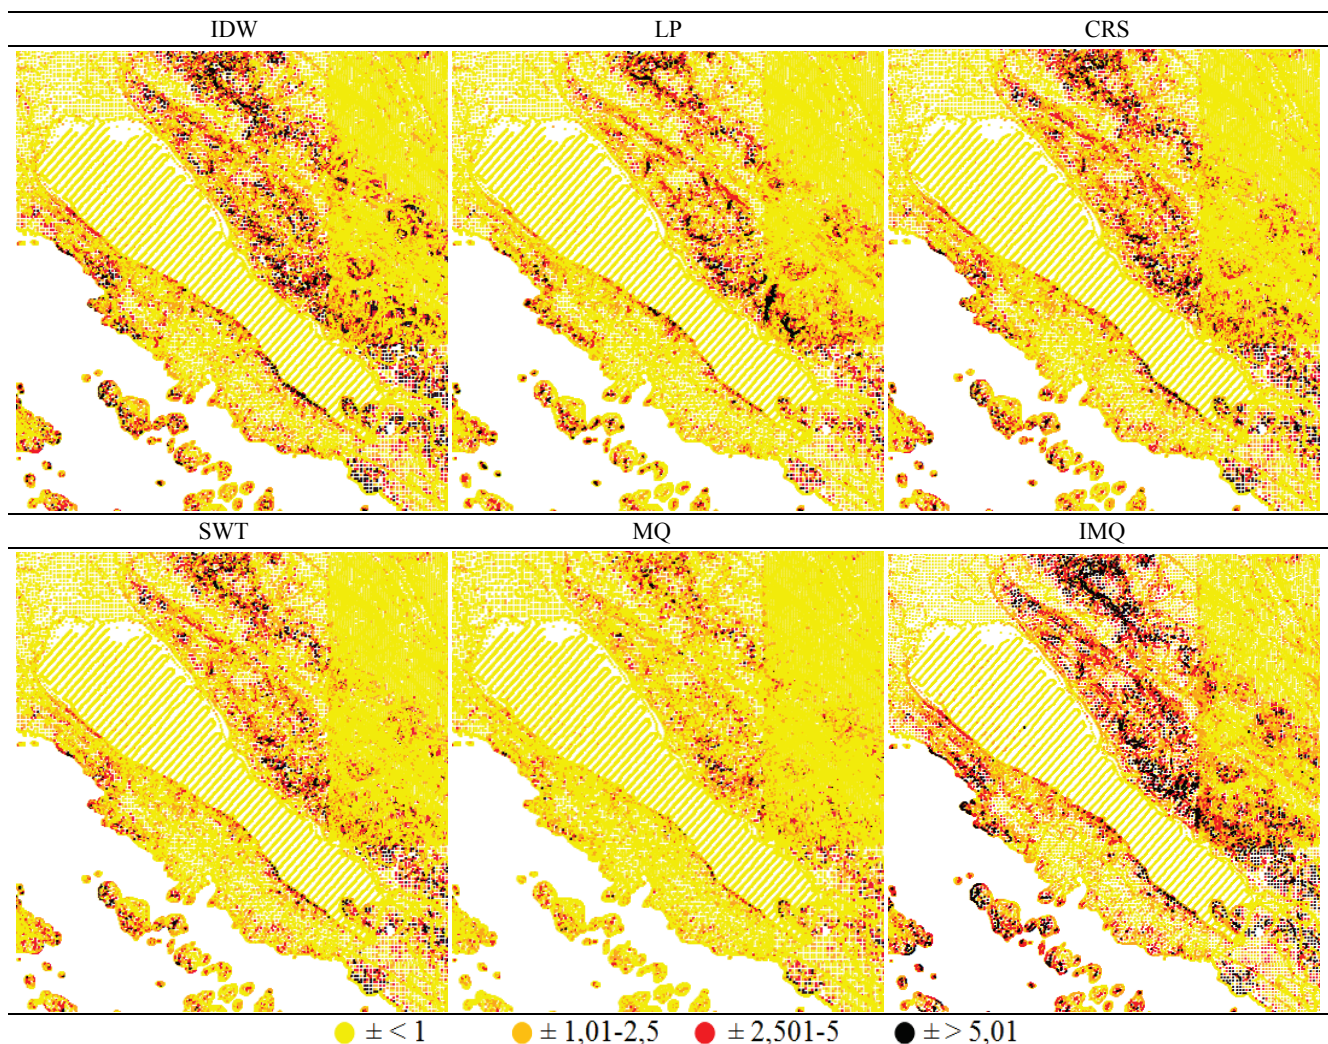 IDW LP CRS
SWT MQ IMQ
± < 1 ± 1,01-2,5 ± 2,501-5 ± > 5,01